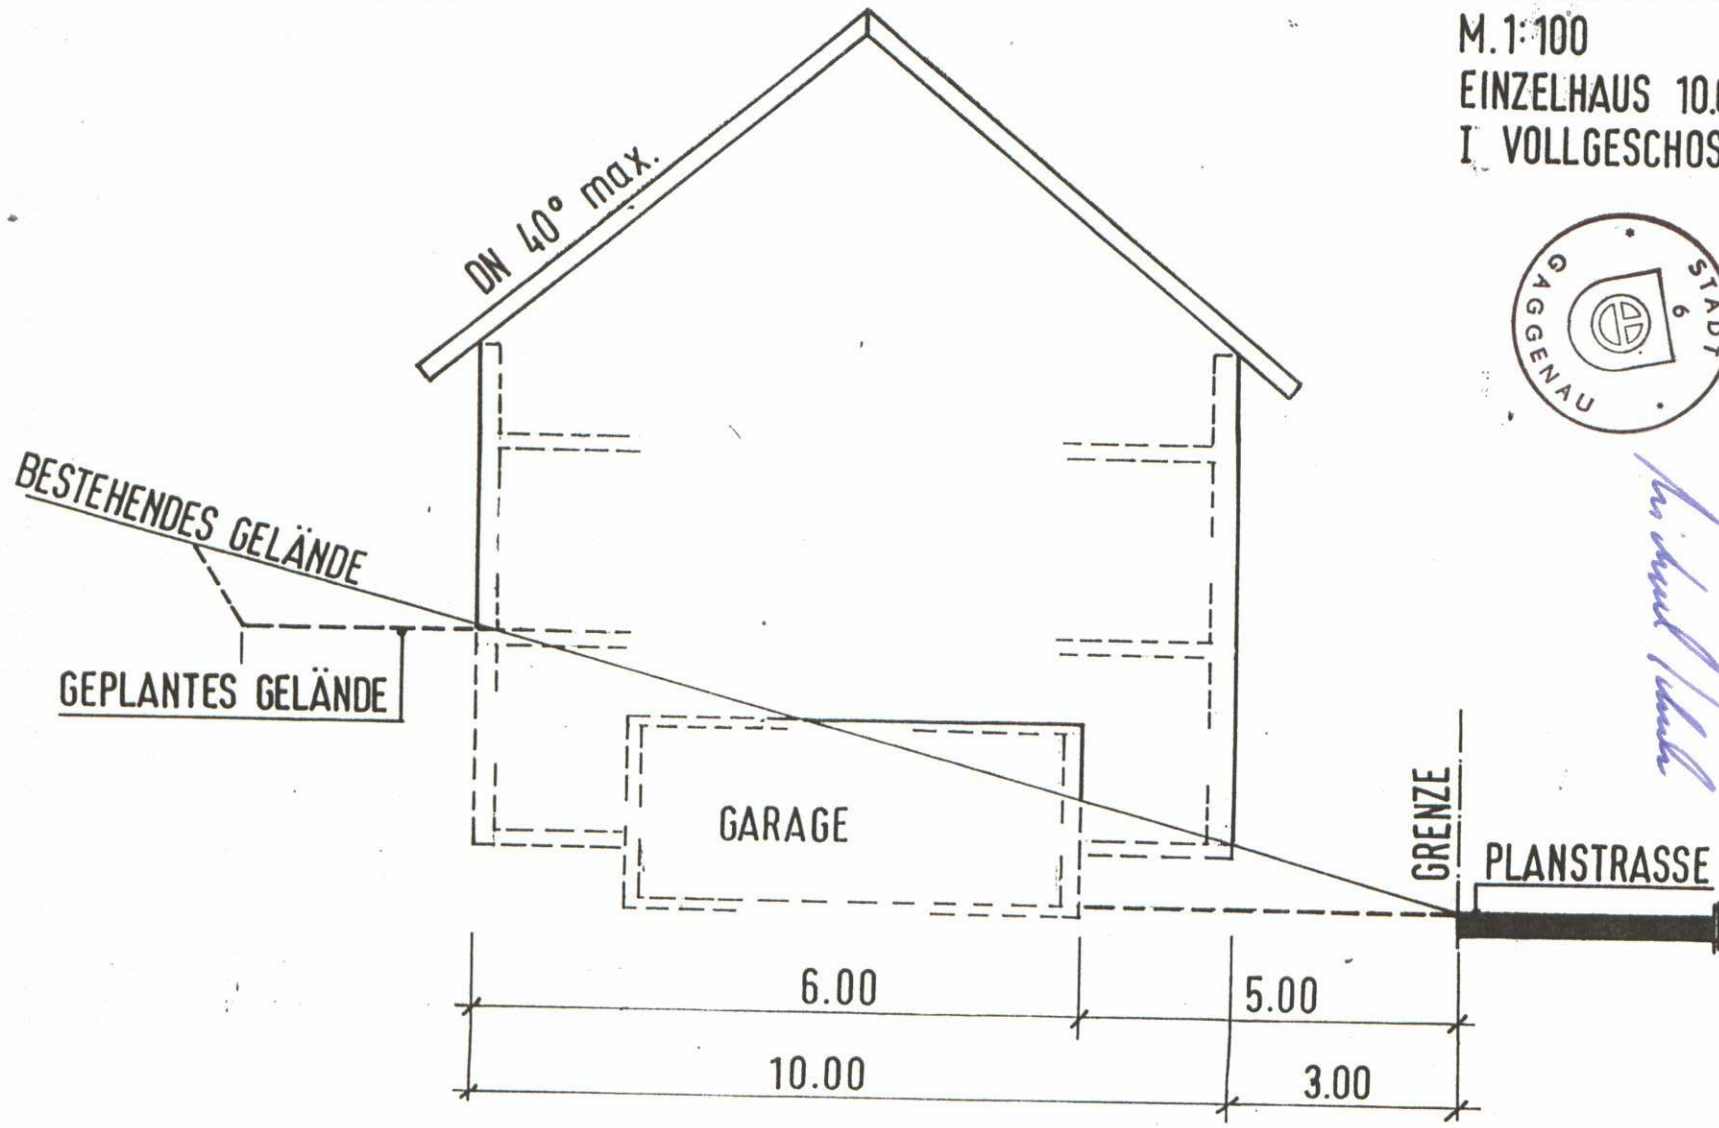 M. 1:100
EINZELHAUS 10.
I VOLLGESCHOS
DN 40° max.
STADT
GAGGENAU
6
BESTEHENDES GELÄNDE
GEPLANTES GELÄNDE
GARAGE
GRENZE
PLANSTRASSE
6.00
5.00
10.00
3.00